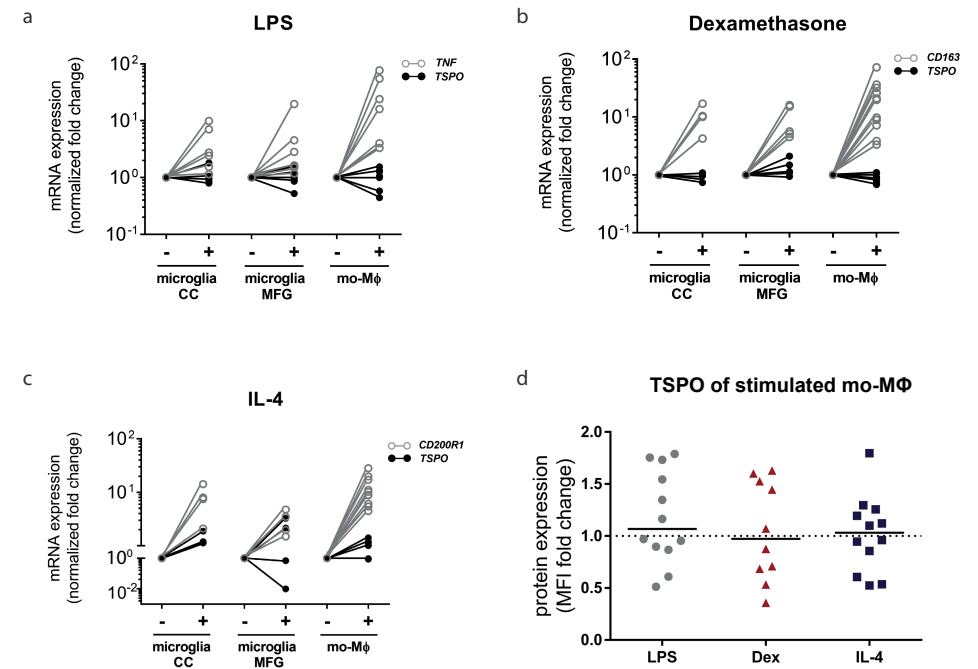 a
LPS
mRNA expression
(normalized fold change)
10²
10¹
10⁰
10⁻¹
TNF
TSPO
- + - + - +
microglia CC
microglia MFG
mo-Mϕ
b
Dexamethasone
mRNA expression
(normalized fold change)
10²
10¹
10⁰
10⁻¹
CD163
TSPO
- + - + - +
microglia CC
microglia MFG
mo-Mϕ
c
IL-4
mRNA expression
(normalized fold change)
10²
10¹
10⁰
10⁻²
CD200R1
TSPO
- + - + - +
microglia CC
microglia MFG
mo-Mϕ
d
TSPO of stimulated mo-MΦ
protein expression
(MFI fold change)
2.0
1.5
1.0
0.5
0.0
LPS Dex IL-4